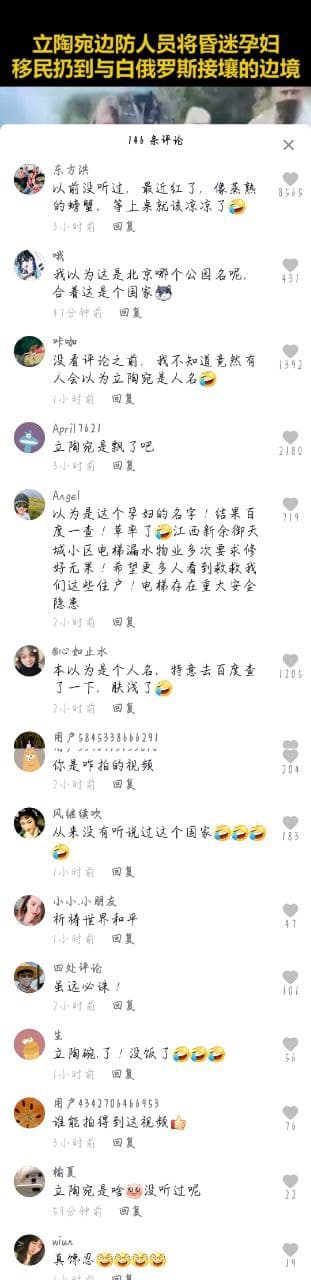 立陶宛边防人员将昏迷孕妇
移民扔到与白俄罗斯接壤的边境
146 条评论
东方洪
以前没听过，最近红了，像蒸熟
的螃蟹，等上桌就该凉凉了🤣
8565
3小时前 回复
哦
我以为这是北京哪个公园名呢，
合着这是个国家
437
47分钟前 回复
咔咖
没看评论之前，我不知道竟然有
人会以为立陶宛是人名🤣
1392
1小时前 回复
April7621
立陶宛是飘了吧
2180
3小时前 回复
Angel
以为是这个孕妇的名字！结果百
度一查！草率了🤣江西新余御天
城小区电梯漏水物业多次要求修
好无果！希望更多人看到救救我
们这些住户！电梯存在重大安全
隐患
719
2小时前 回复
@心如止水
本以为是个人名，特意去百度查
了一下，肤浅了🤣
1205
2小时前 回复
用户5845338666291
你是咋拍的视频
204
2小时前 回复
风继续吹
从来没有听说过这个国家🤣🤣🤣
183
1小时前 回复
小小.小朋友
祈祷世界和平
47
1小时前 回复
四处评论
虽远必诛！
101
2小时前 回复
生
立陶碗,了！没饭了🤣🤣🤣
56
1小时前 回复
用户4342706466953
谁能拍得到这视频👍
76
3小时前 回复
榆夏
立陶宛是啥没听过呢
22
59分钟前 回复
wiun
真馋忍😆😆😆😆
19